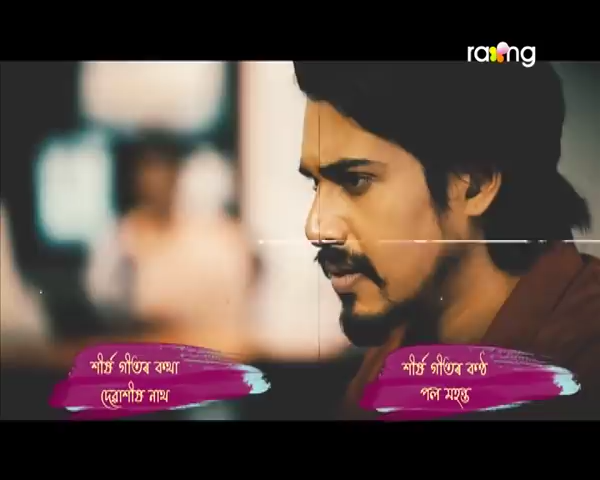 rang
শীৰ্ষ গীতৰ কথা
দেৱাশীষ নাথ
শীৰ্ষ গীতৰ কণ্ঠ
পল মহন্ত